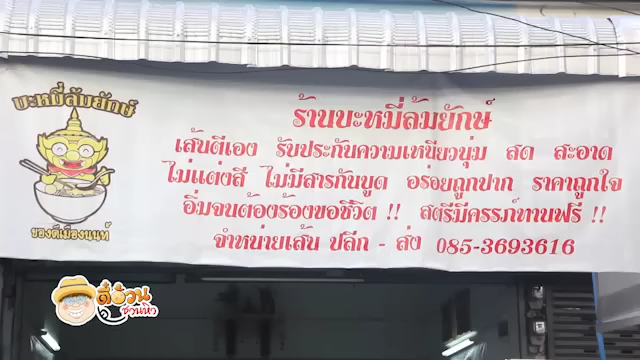 บะหมี่ล้มยักษ์
ของดีเมืองนนท์
ร้านบะหมี่ล้มยักษ์
เส้นตีเอง รับประกันความเหนียวนุ่ม สด สะอาด
ไม่แต่งสี ไม่มีสารกันบูด อร่อยถูกปาก ราคาถูกใจ
อิ่มจนต้องร้องขอชีวิต !! สตรีมีครรภ์ทานฟรี !!
จำหน่ายเส้น ปลีก - ส่ง 085-3693616
ตี๋อ้วน
ชวนหิว